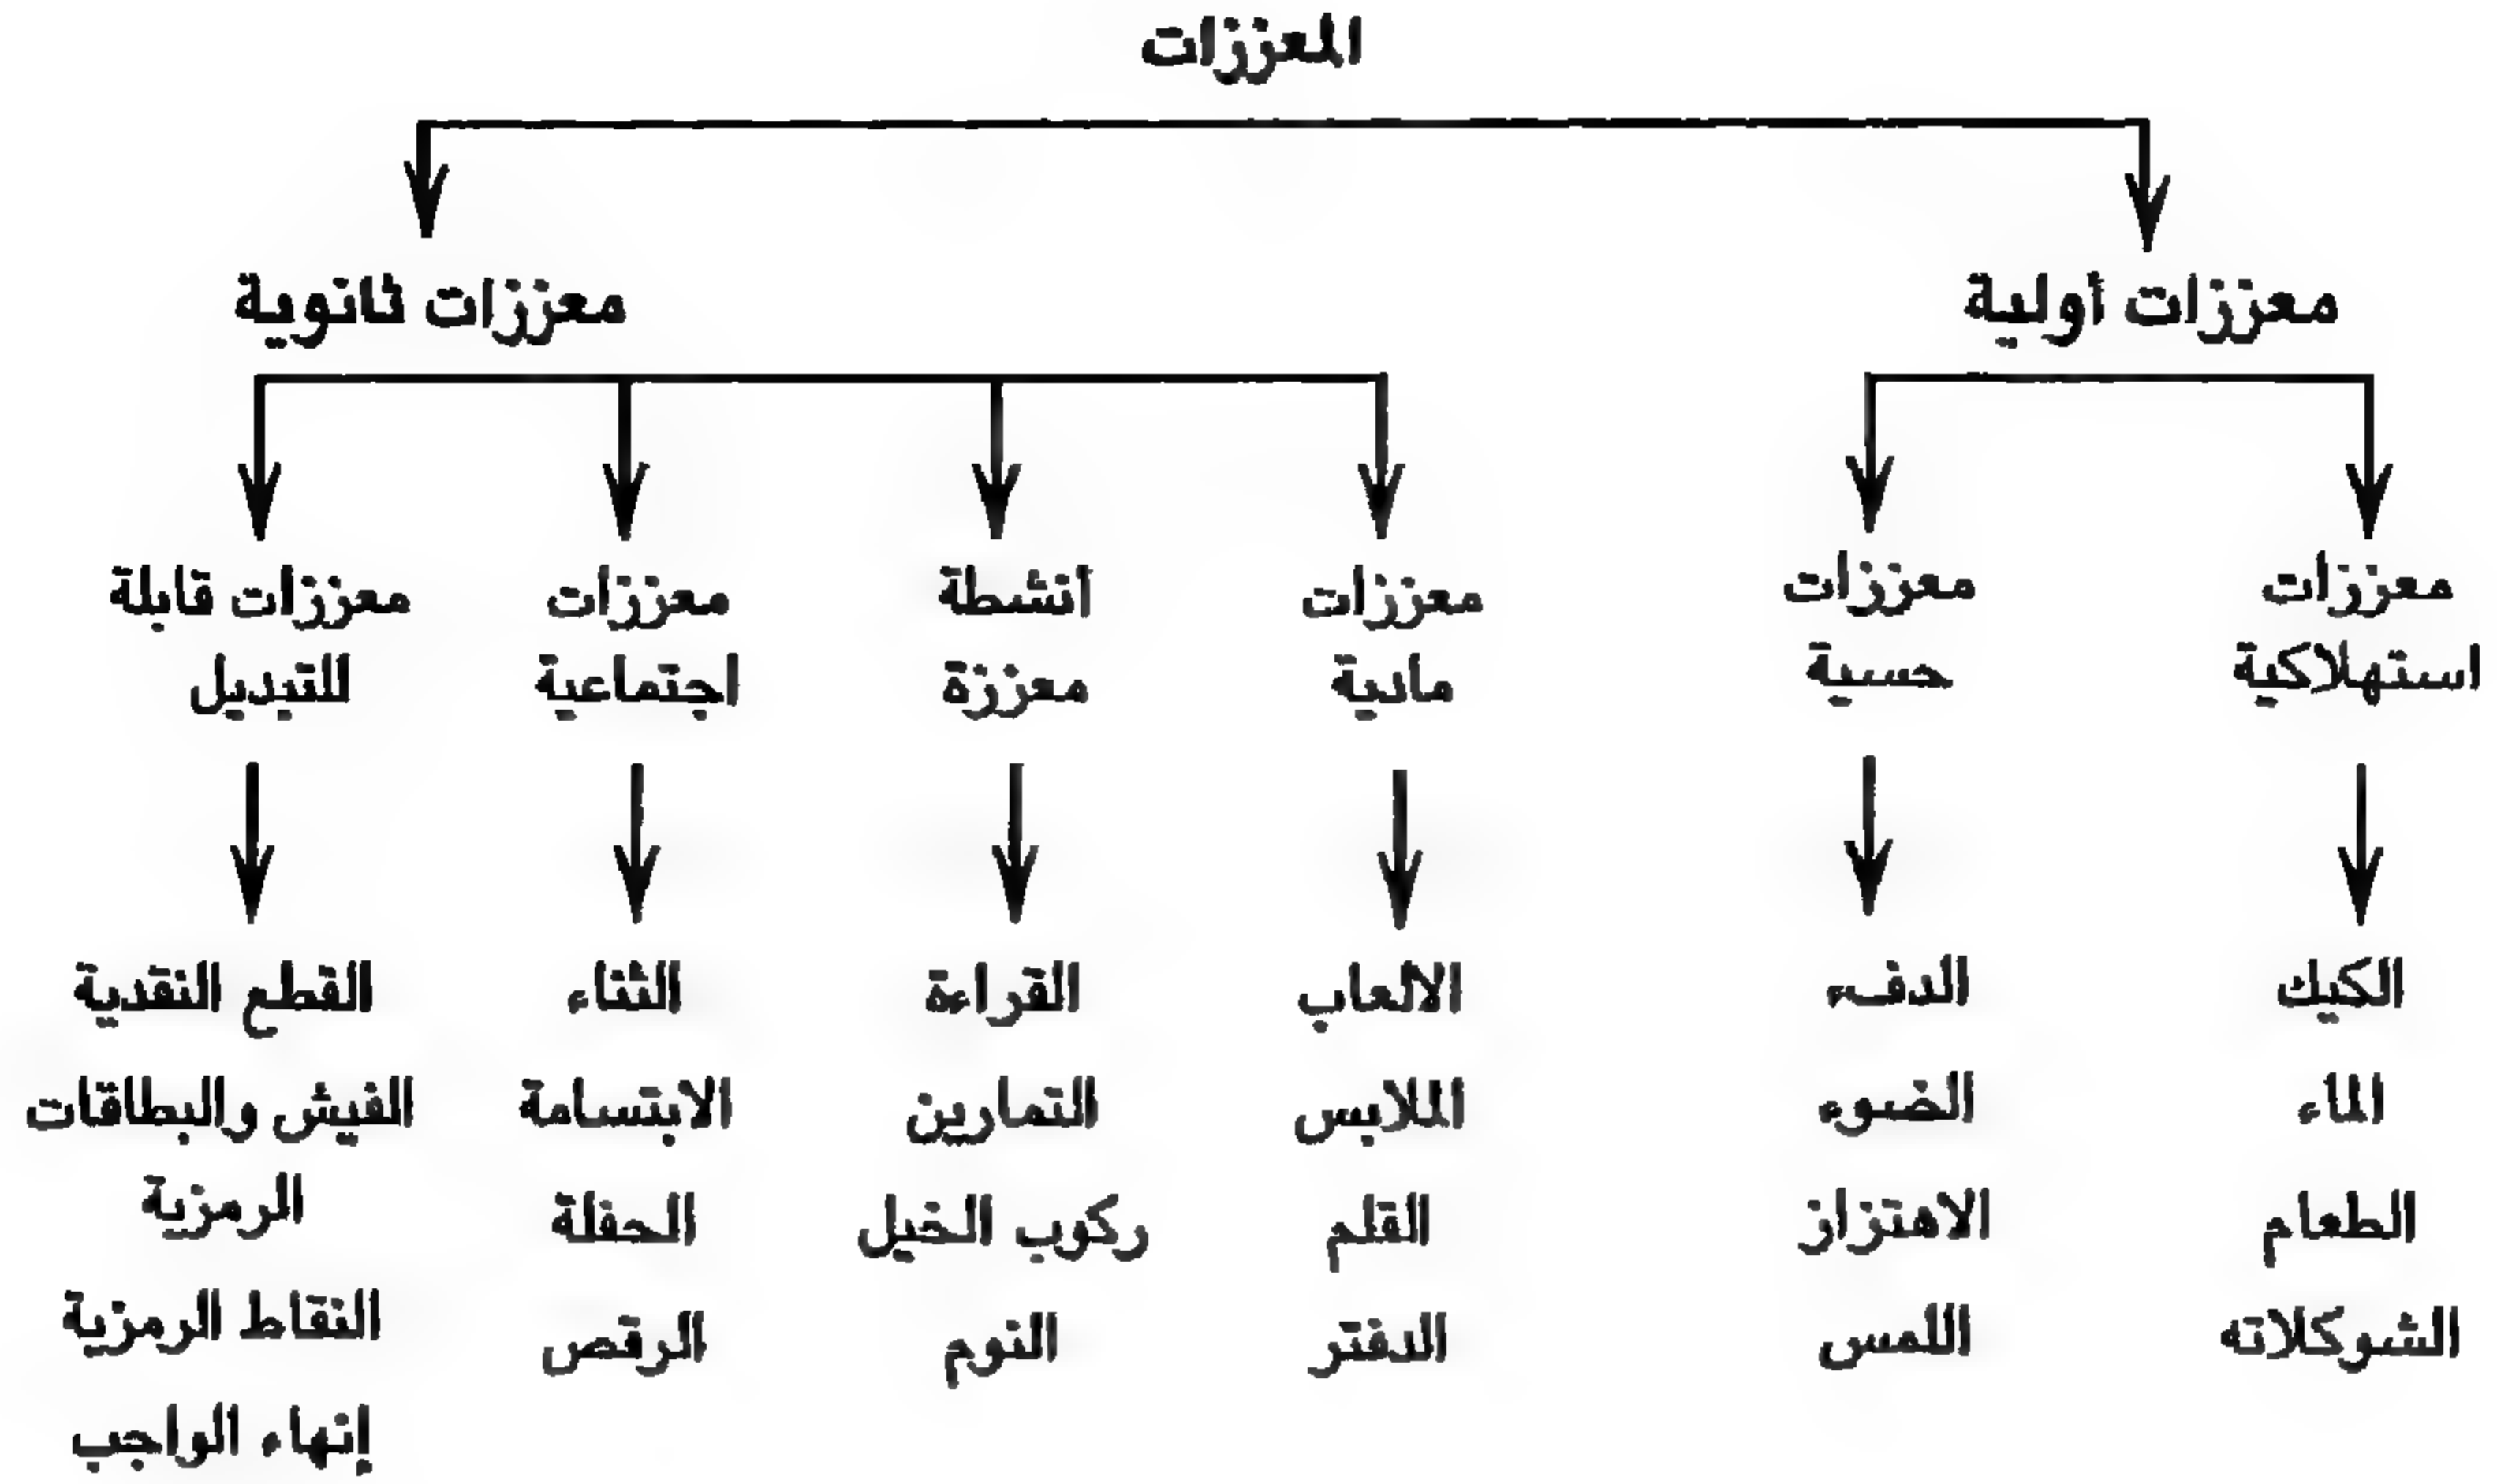 المعززات
معززات أولية
معززات ثانوية
معززات
استهلاكية
معززات
حسية
معززات
مادية
أنشطة
معززة
معززات
اجتماعية
معززات قابلة
للتبديل
الكيك
الماء
الطعام
الشوكلاته
الدفء
الضوء
الاهتزاز
اللمس
الالعاب
الملابس
القلم
الدفتر
القراءة
التمارين
ركوب الخيل
النوم
الثناء
الابتسامة
الحفلة
الرقص
القطع النقدية
الفيش والبطاقات
الرمزية
النقاط الرمزية
إنهاء الواجب